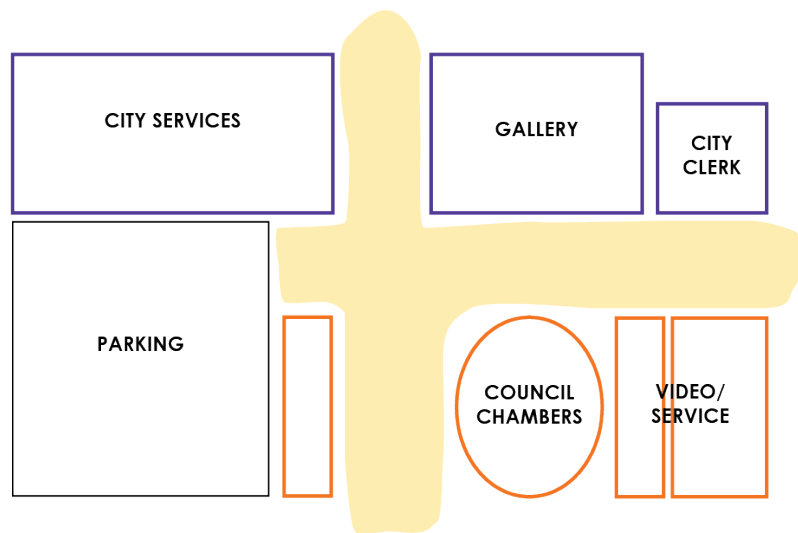 CITY SERVICES
GALLERY
CITY
CLERK
PARKING
COUNCIL
CHAMBERS
VIDEO/
SERVICE